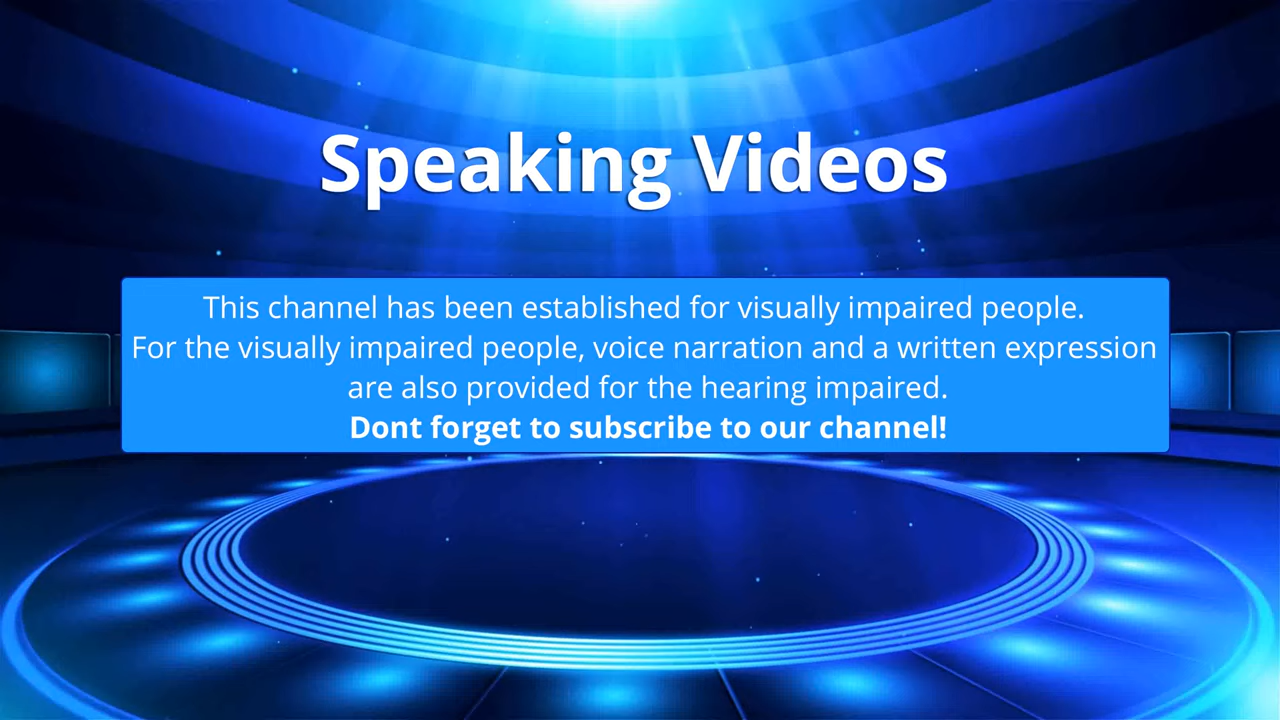 Speaking Videos
This channel has been established for visually impaired people.
For the visually impaired people, voice narration and a written expression
are also provided for the hearing impaired.
Dont forget to subscribe to our channel!